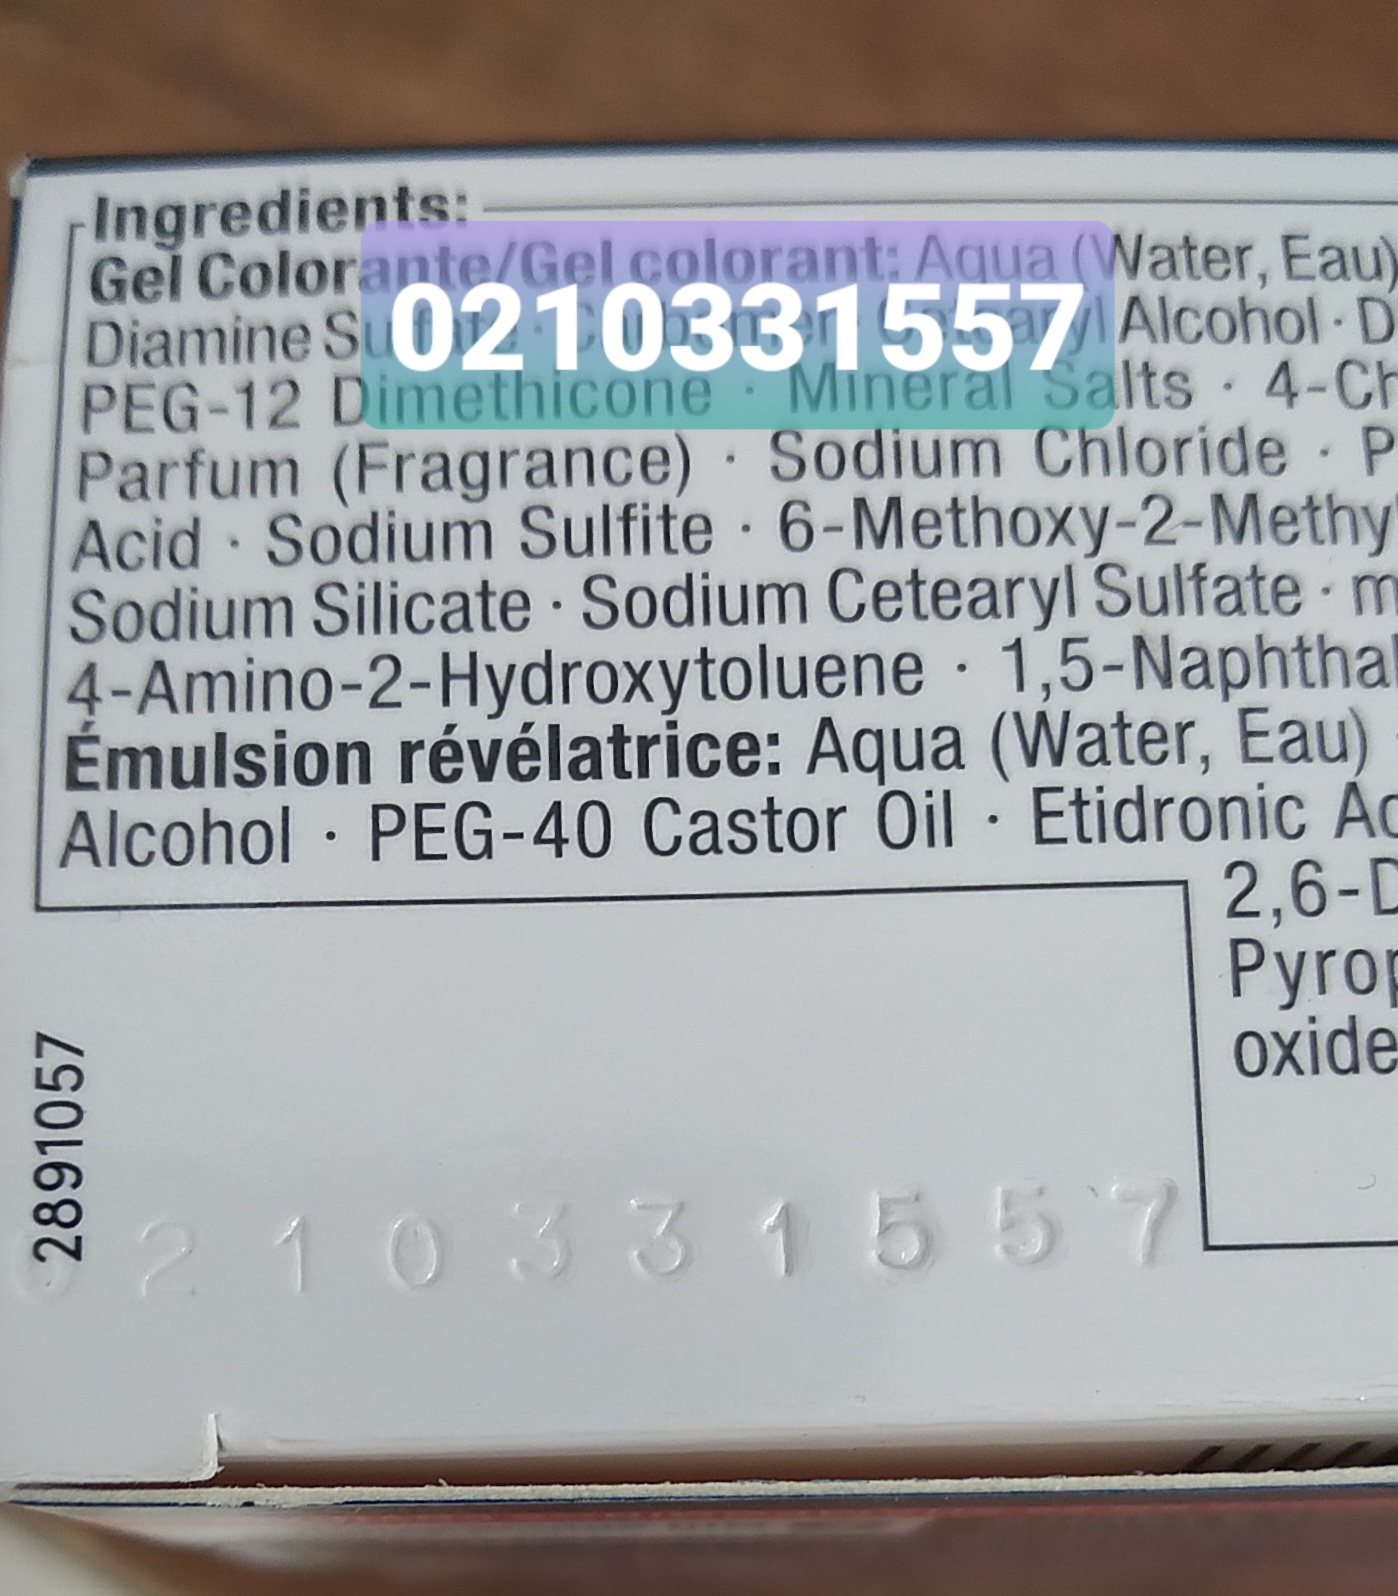 Ingredients:
Gel Colorante/Gel colorant: Aqua (Water, Eau)
0210331557
Diamine Alcohol · D
PEG-12 Dimethicone · Mineral Salts · 4-Ch
Parfum (Fragrance) · Sodium Chloride · P
Acid · Sodium Sulfite · 6-Methoxy-2-Methy
Sodium Silicate · Sodium Cetearyl Sulfate · m
4-Amino-2-Hydroxytoluene · 1,5-Naphthal
Émulsion révélatrice: Aqua (Water, Eau)
Alcohol · PEG-40 Castor Oil · Etidronic Ac
2,6-D
Pyrop
oxide
2891057
210331557